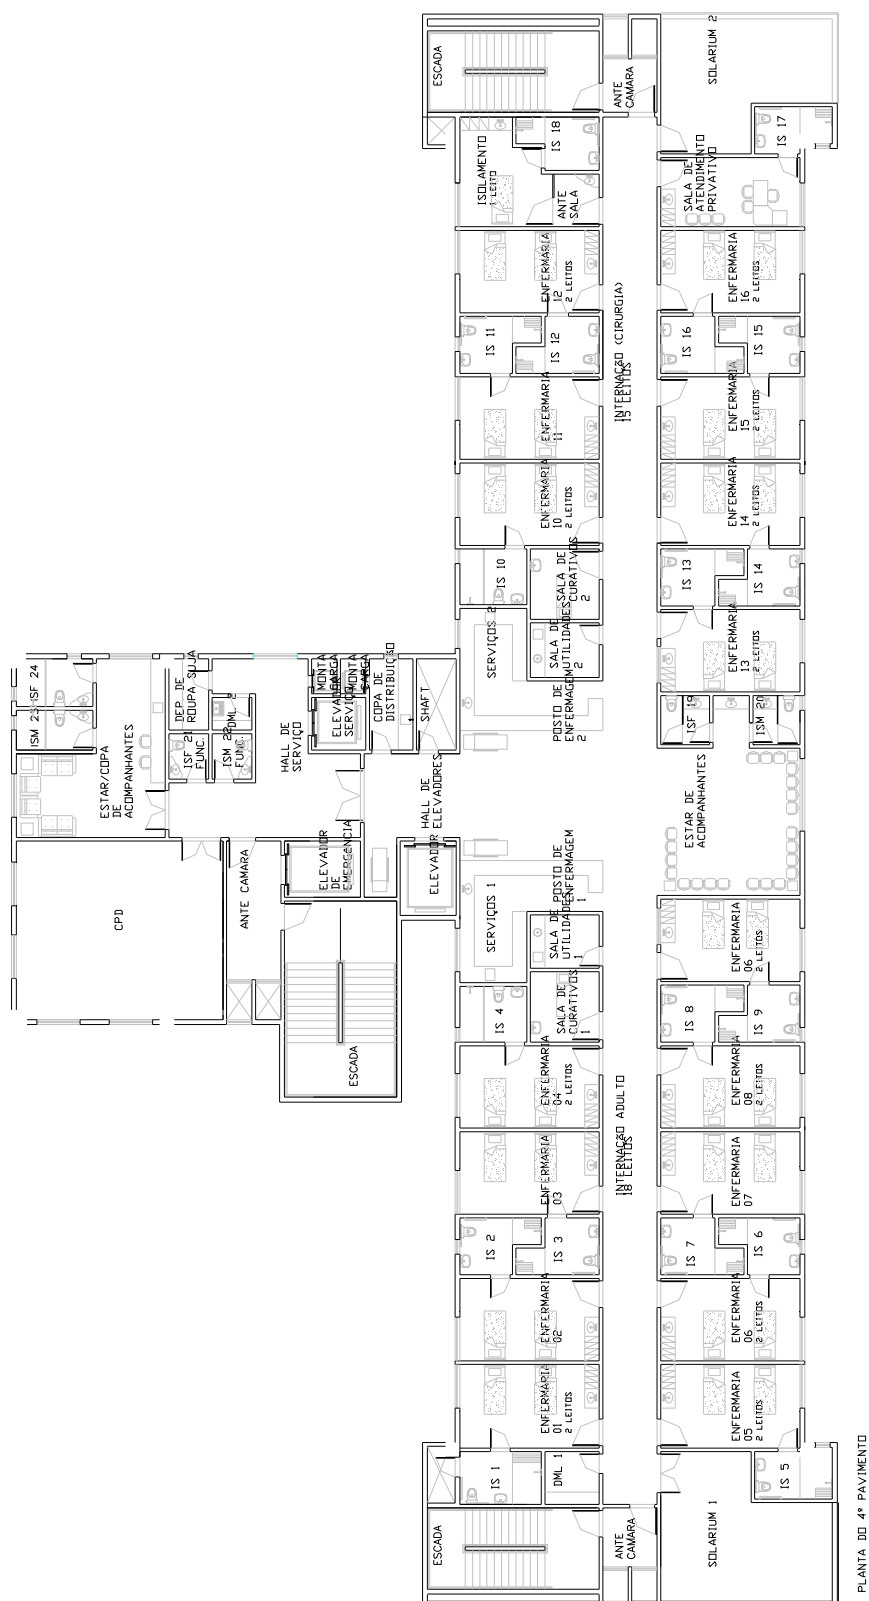 ESCADA
ANTE
CAMARA
SOLARIUM 2
IS 18
IS 17
ISOLAMENTO
1 LEITO
ANTE
SALA
SALA DE
ATENDIMENTO
PRIVATIVO
ENFERMARIA
12
2 LEITOS
ENFERMARIA
16
2 LEITOS
INTERNAÇÃO (CIRURGIA)
15 LEITOS
IS 11
IS 12
IS 16
IS 15
ENFERMARIA
11
ENFERMARIA
15
2 LEITOS
ENFERMARIA
10
2 LEITOS
ENFERMARIA
14
2 LEITOS
IS 10
SALA DE
CURATIVOS
2
IS 13
IS 14
SERVIÇOS 2
SALA DE
UTILIDADES
2
ENFERMARIA
13
2 LEITOS
POSTO DE
ENFERMAGEM
2
ISF 19
ISM 20
ISF 24
ISM 23
DEP DE
ROUPA SUJA
DML
ISF 21
FUNC.
ISM 22
FUNC.
MONTA
CARGA
MONTA
CARGA
ELEVADOR
SERVIÇO
COPA DE
DISTRIBUIÇÃO
SHAFT
HALL DE
SERVIÇO
ESTAR/COPA
DE
ACOMPANHANTES
HALL DE
ELEVADORES
ESTAR DE
ACOMPANHANTES
CPD
ANTE CAMARA
ELEVADOR
DE
EMERGENCIA
ELEVADOR
SERVIÇOS 1
POSTO DE
ENFERMAGEM
1
SALA DE
UTILIDADES
1
ENFERMARIA
06
2 LEITOS
IS 4
SALA DE
CURATIVOS
1
IS 8
IS 9
ESCADA
ENFERMARIA
04
2 LEITOS
ENFERMARIA
08
2 LEITOS
INTERNAÇÃO ADULTO
18 LEITOS
ENFERMARIA
03
ENFERMARIA
07
IS 2
IS 3
IS 7
IS 6
ENFERMARIA
02
ENFERMARIA
06
2 LEITOS
ENFERMARIA
01
2 LEITOS
ENFERMARIA
05
2 LEITOS
IS 1
DML 1
IS 5
ESCADA
ANTE
CAMARA
SOLARIUM 1
PLANTA DO 4º PAVIMENTO